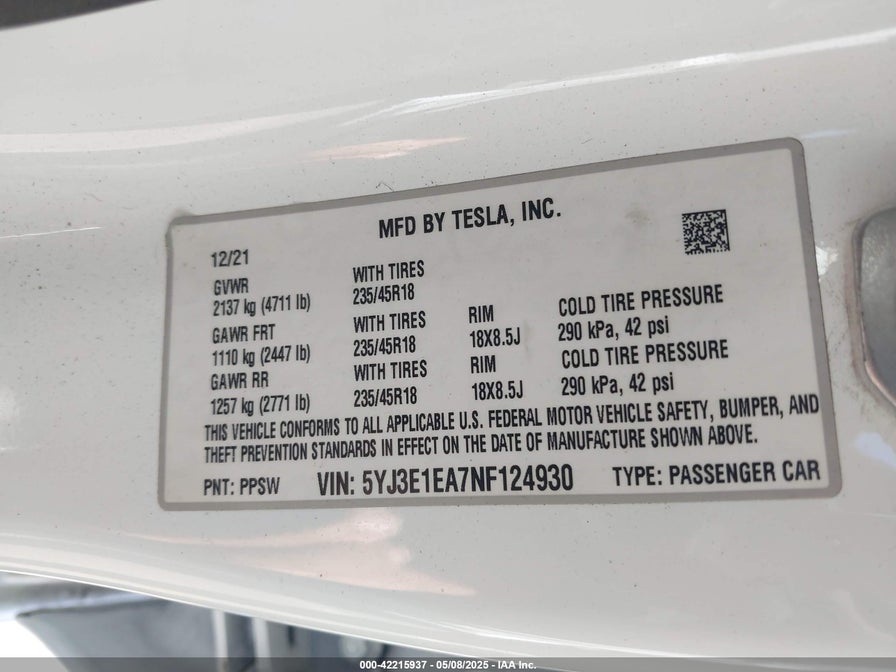 MFD BY TESLA, INC.
12/21
GVWR WITH TIRES
2137 kg (4711 lb) 235/45R18
GAWR FRT WITH TIRES RIM COLD TIRE PRESSURE
1110 kg (2447 lb) 235/45R18 18X8.5J 290 kPa, 42 psi
GAWR RR WITH TIRES RIM COLD TIRE PRESSURE
1257 kg (2771 lb) 235/45R18 18X8.5J 290 kPa, 42 psi
THIS VEHICLE CONFORMS TO ALL APPLICABLE U.S. FEDERAL MOTOR VEHICLE SAFETY, BUMPER, AND
THEFT PREVENTION STANDARDS IN EFFECT ON THE DATE OF MANUFACTURE SHOWN ABOVE.
PNT: PPSW VIN: 5YJ3E1EA7NF124930 TYPE: PASSENGER CAR
000-42215937 - 05/08/2025 - IAA Inc.